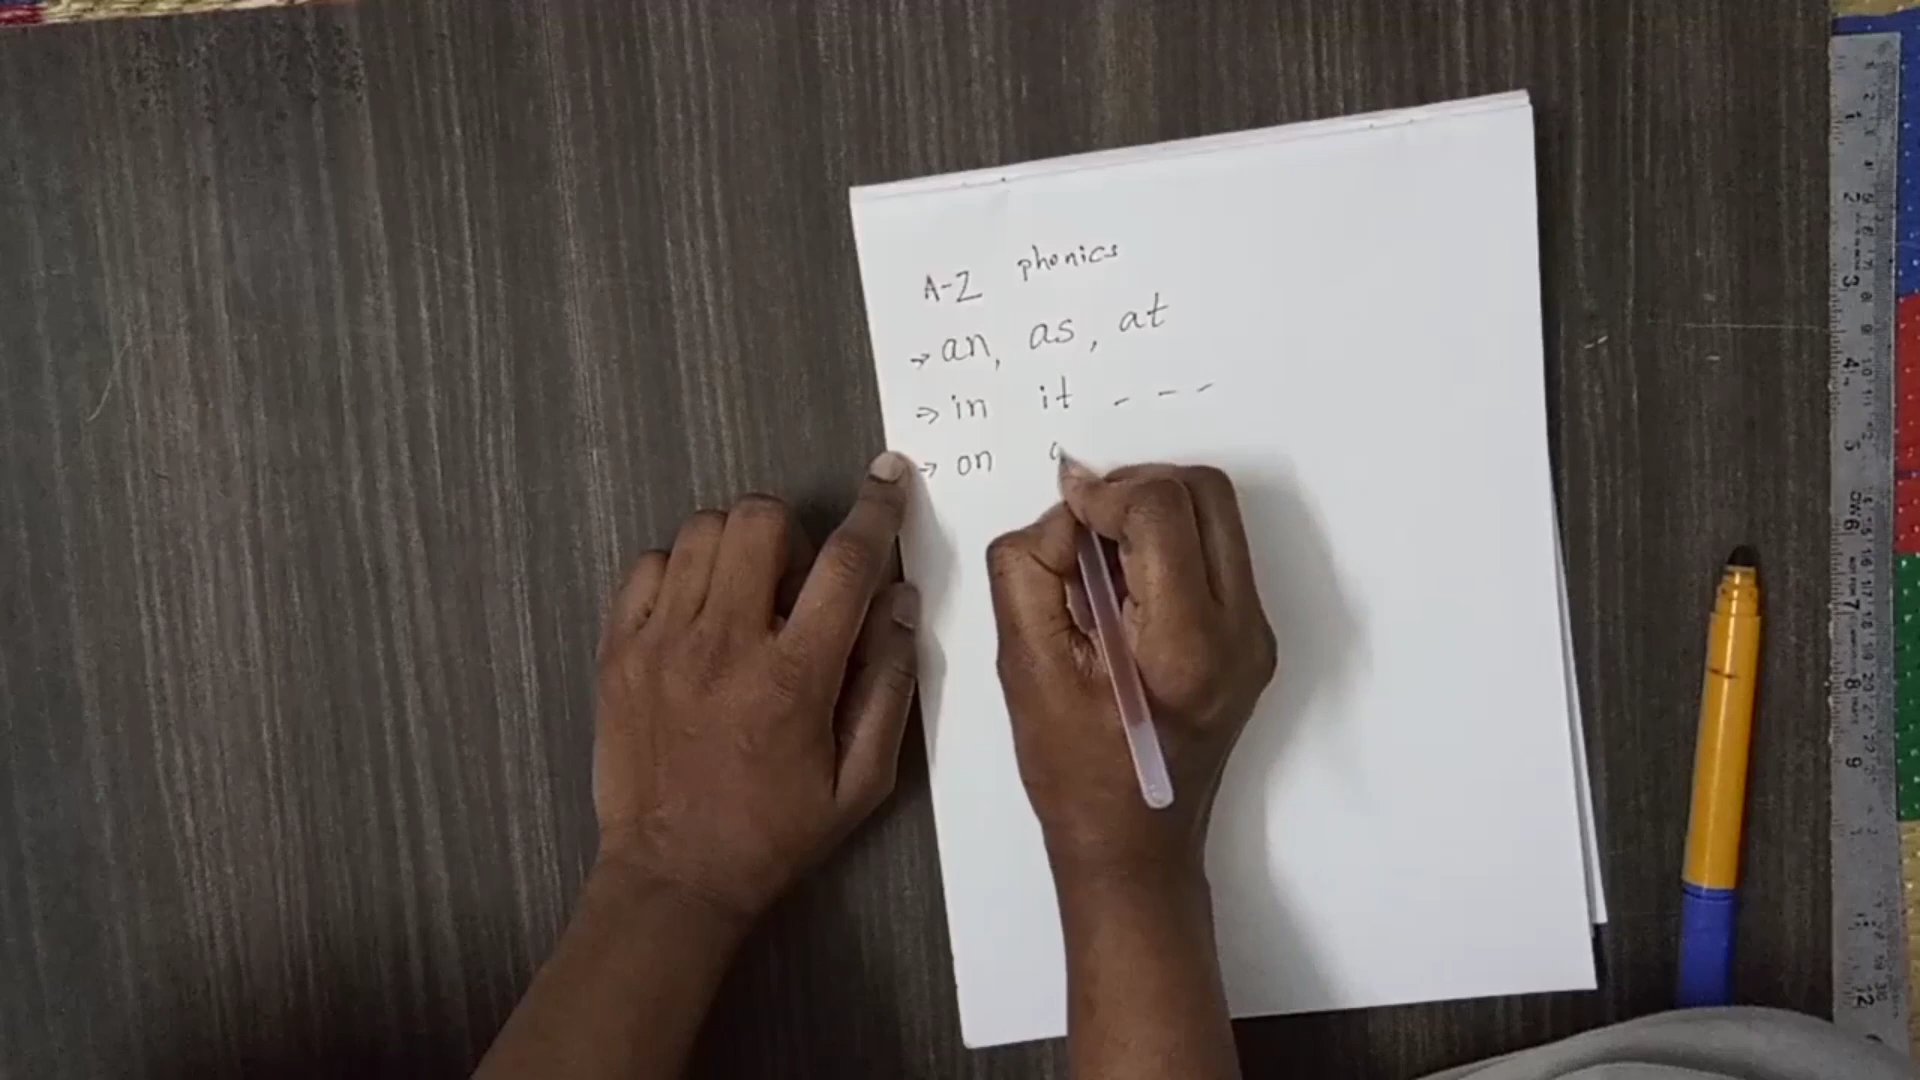 A-Z phonics
→ an, as, at
→ in it - - -
→ on